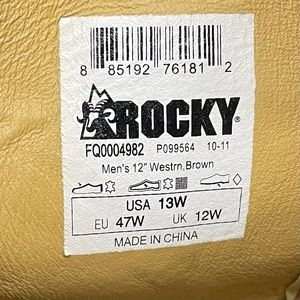 8 85192 76181 2
ROCKY®
FQ0004982 P099564 10-11
Men's 12" Westrn,Brown
USA 13W
EU 47W UK 12W
MADE IN CHINA